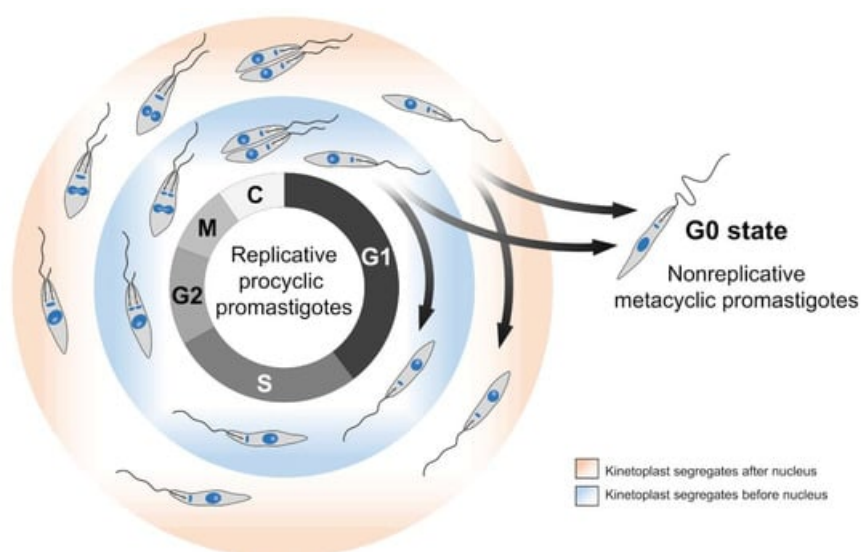 C
M
G1
Replicative
procyclic
promastigotes
G2
S
G0 state
Nonreplicative
metacyclic promastigotes
Kinetoplast segregates after nucleus
Kinetoplast segregates before nucleus